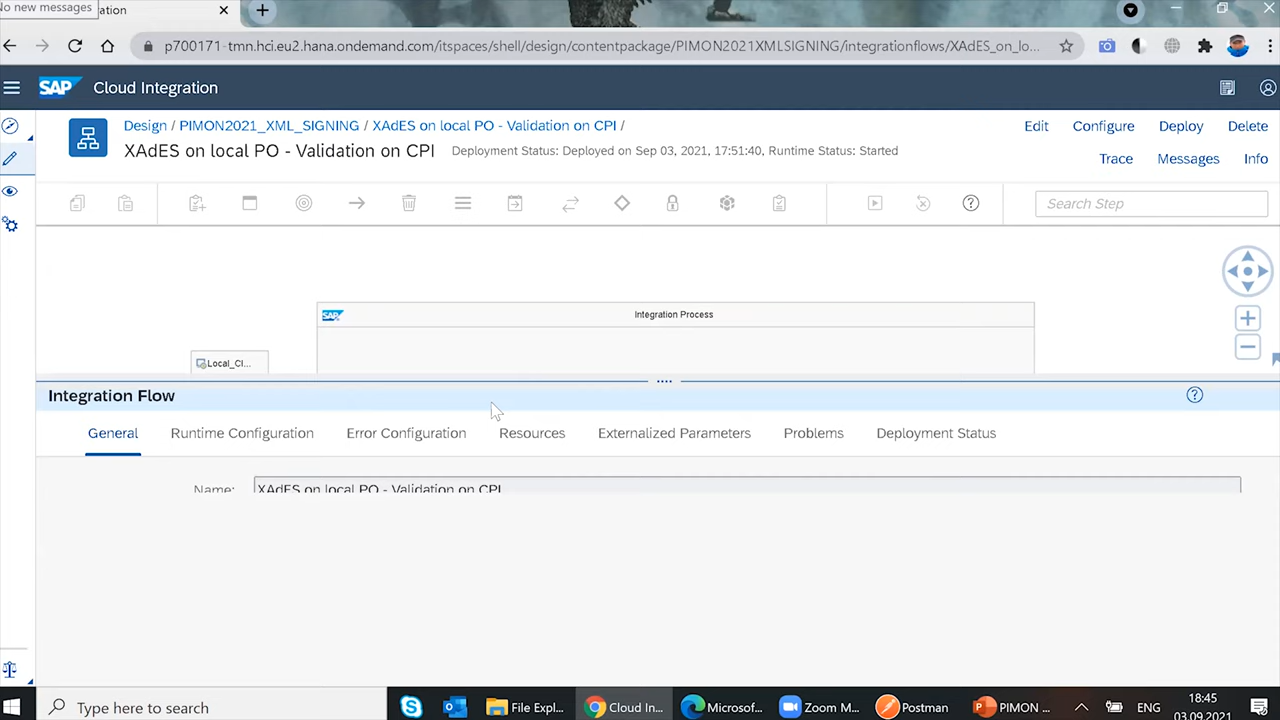 No new messages
ation
p700171-tmn.hci.eu2.hana.ondemand.com/itspaces/shell/design/contentpackage/PIMON2021XMLSIGNING/integrationflows/XAdES_on_lo...
SAP Cloud Integration
Design / PIMON2021_XML_SIGNING / XAdES on local PO - Validation on CPI /
Edit Configure Deploy Delete
XAdES on local PO - Validation on CPI Deployment Status: Deployed on Sep 03, 2021, 17:51:40, Runtime Status: Started
Trace Messages Info
Search Step
SAP Integration Process
Local_Cl...
Integration Flow
General Runtime Configuration Error Configuration Resources Externalized Parameters Problems Deployment Status
Name: XAdES on local PO - Validation on CPI
Type here to search
File Expl...
Cloud In...
Microsof...
Zoom M...
Postman
PIMON ...
ENG
18:45
03.09.2021